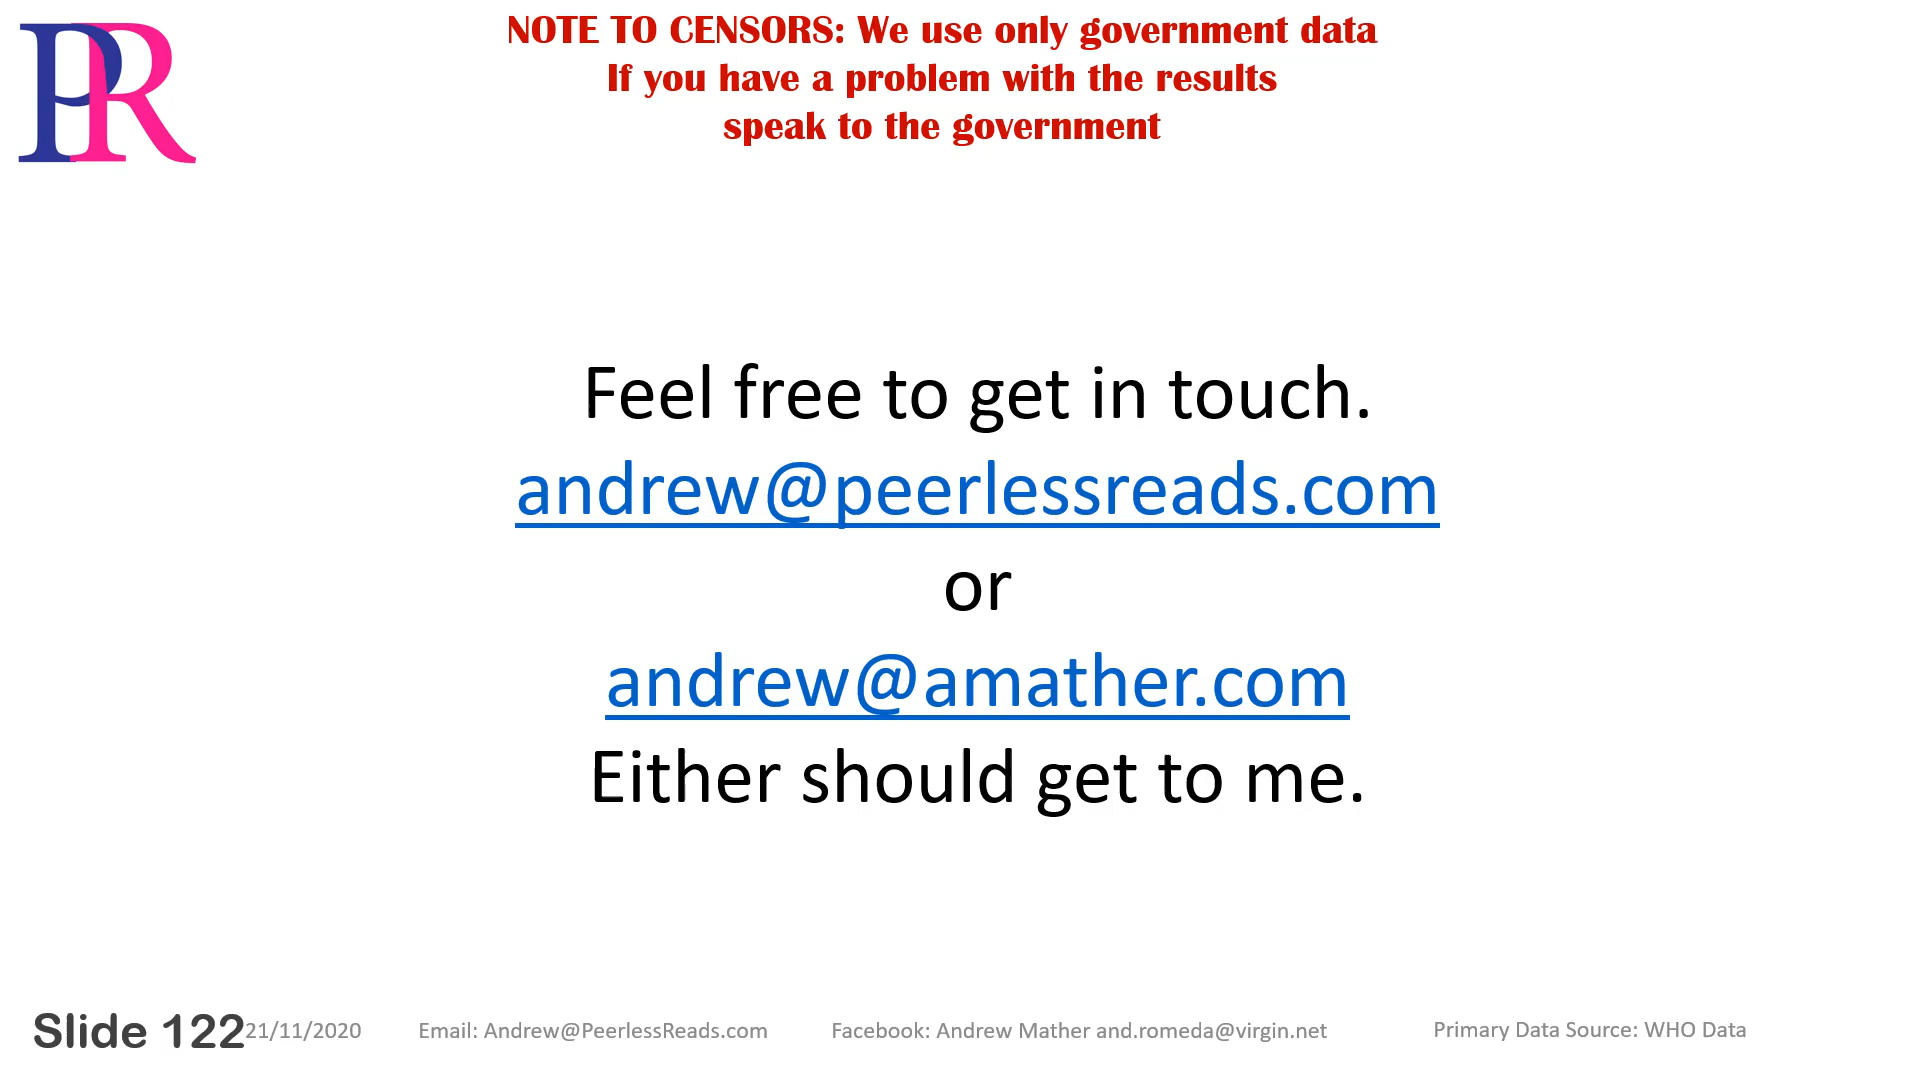 PR
NOTE TO CENSORS: We use only government data
If you have a problem with the results
speak to the government
Feel free to get in touch.
andrew@peerlessreads.com
or
andrew@amather.com
Either should get to me.
Slide 122 21/11/2020 Email: Andrew@PeerlessReads.com Facebook: Andrew Mather and.romeda@virgin.net Primary Data Source: WHO Data